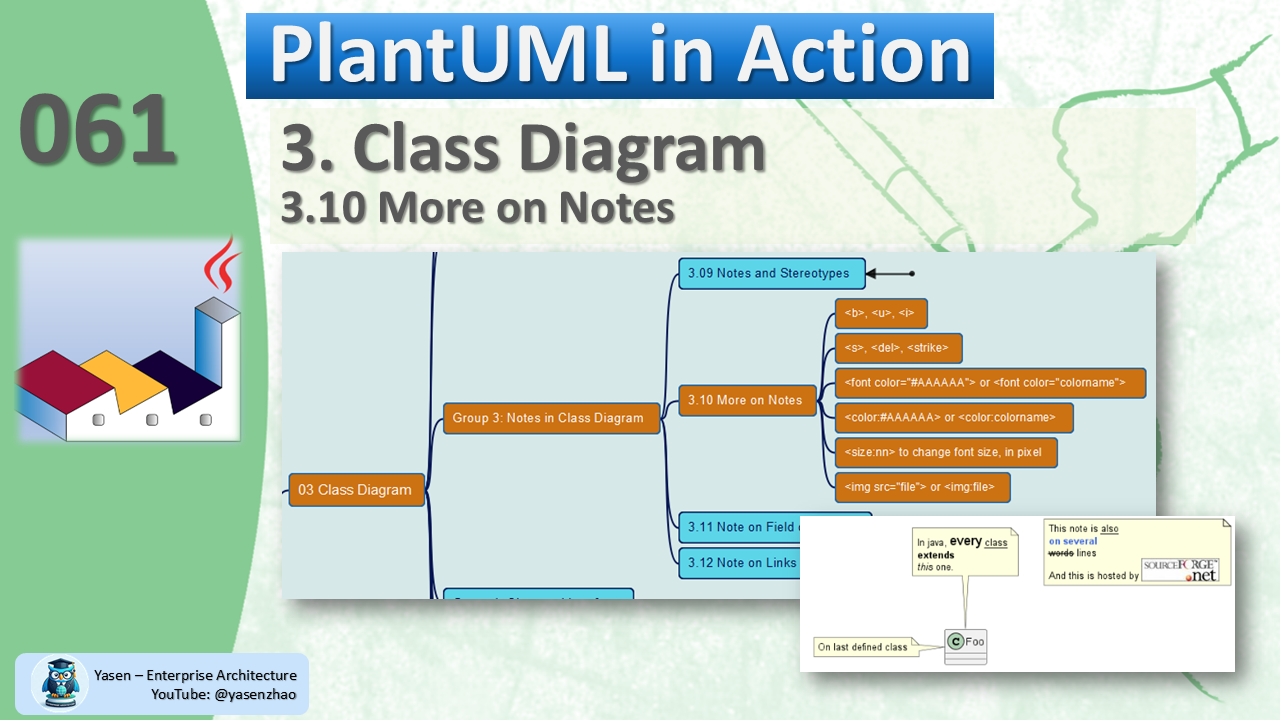 PlantUML in Action
061
3. Class Diagram
3.10 More on Notes
3.09 Notes and Stereotypes
<b>, <u>, <i>
<s>, <del>, <strike>
<font color="#AAAAAA"> or <font color="colorname">
3.10 More on Notes
<color:#AAAAAA> or <color:colorname>
Group 3: Notes in Class Diagram
<size:nn> to change font size, in pixel
<img src="file"> or <img:file>
03 Class Diagram
3.11 Note on Field
3.12 Note on Links
In java, every class
extends
this one.
This note is also
on several
words lines
And this is hosted by SOURCEFORGE
.net
On last defined class
C Foo
Yasen – Enterprise Architecture
YouTube: @yasenzhao